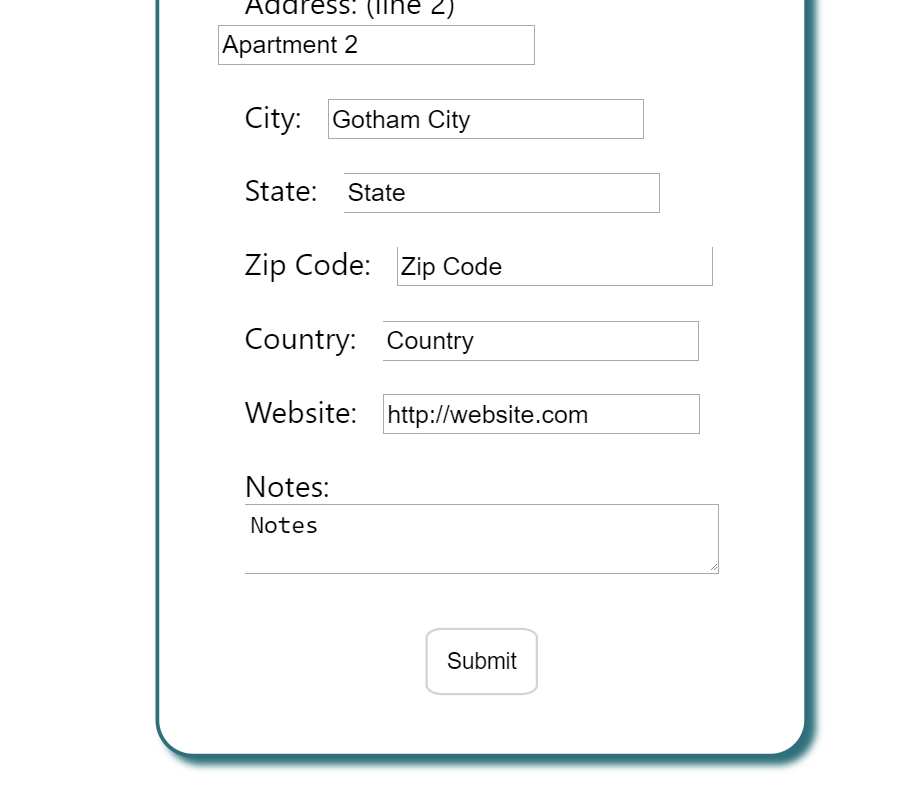 Address: (line 2)
Apartment 2
City: Gotham City
State: State
Zip Code: Zip Code
Country: Country
Website: http://website.com
Notes:
Notes
Submit